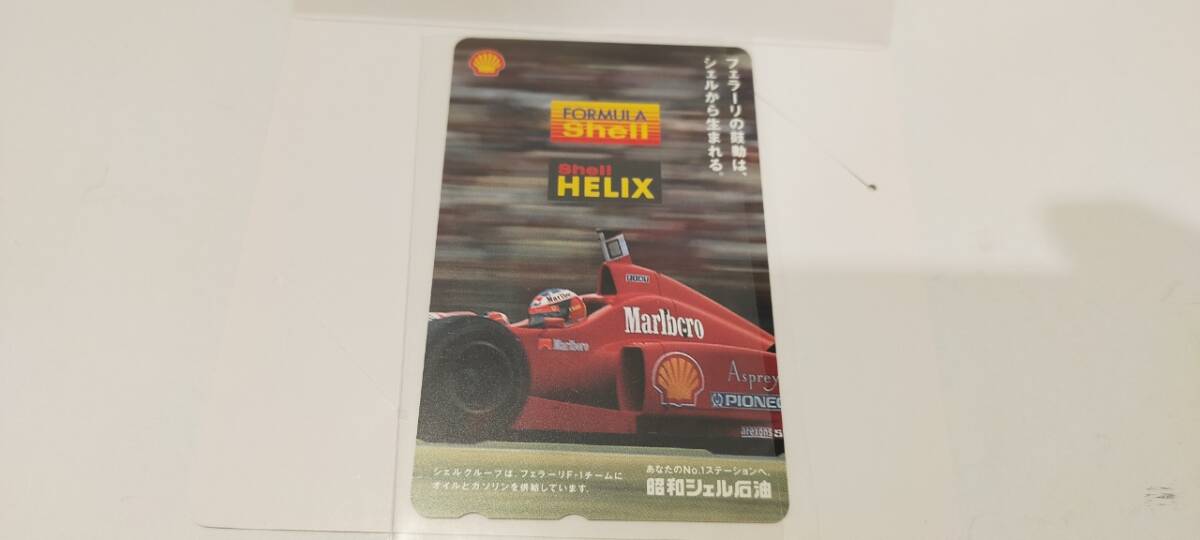 フェラーリの鼓動は、
シェルから生まれる。
FORMULA
Shell
Shell
HELIX
FIAT
Marlboro
Marlboro
Marlboro
Asprey
PIONEE
arexons S
シェルグループは、フェラーリF-1チームに
オイルとガソリンを供給しています。
あなたのNo.1ステーションへ。
昭和シェル石油